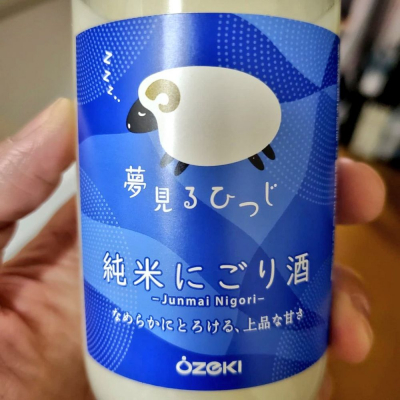 zzz
夢見るひつじ
純米にごり酒
-Junmai Nigori-
なめらかにとろける、上品な甘さ
OZEKI